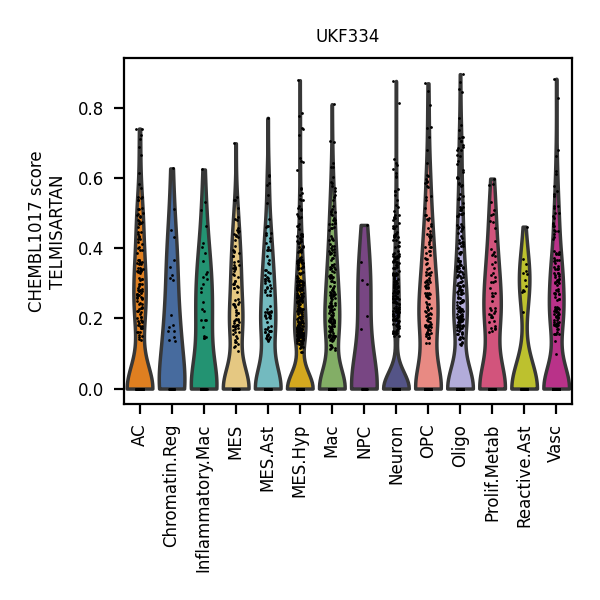 UKF334
CHEMBL1017 score
TELMISARTAN
0.8
0.6
0.4
0.2
0.0
AC
Chromatin.Reg
Inflammatory.Mac
MES
MES.Ast
MES.Hyp
Mac
NPC
Neuron
OPC
Oligo
Prolif.Metab
Reactive.Ast
Vasc